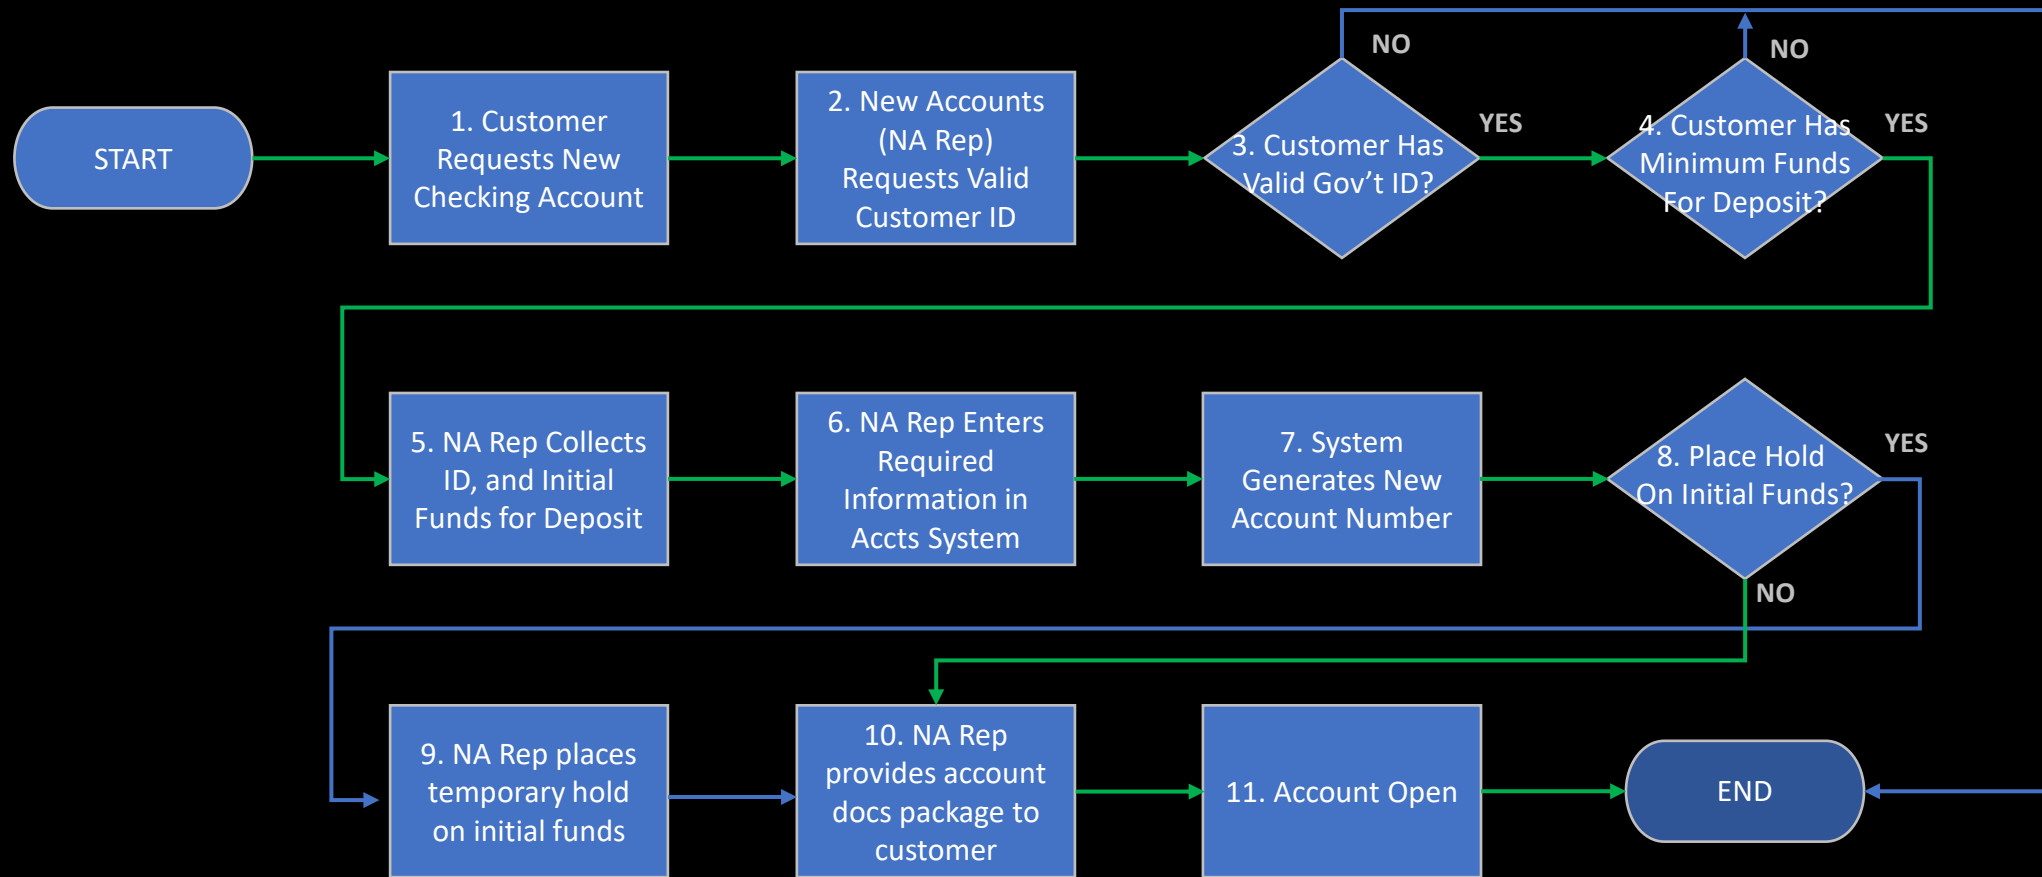 START
1. Customer
Requests New
Checking Account
2. New Accounts
(NA Rep)
Requests Valid
Customer ID
NO
3. Customer Has
Valid Gov’t ID?
YES
NO
4. Customer Has
Minimum Funds
For Deposit?
YES
5. NA Rep Collects
ID, and Initial
Funds for Deposit
6. NA Rep Enters
Required
Information in
Accts System
7. System
Generates New
Account Number
8. Place Hold
On Initial Funds?
YES
NO
9. NA Rep places
temporary hold
on initial funds
10. NA Rep
provides account
docs package to
customer
11. Account Open
END